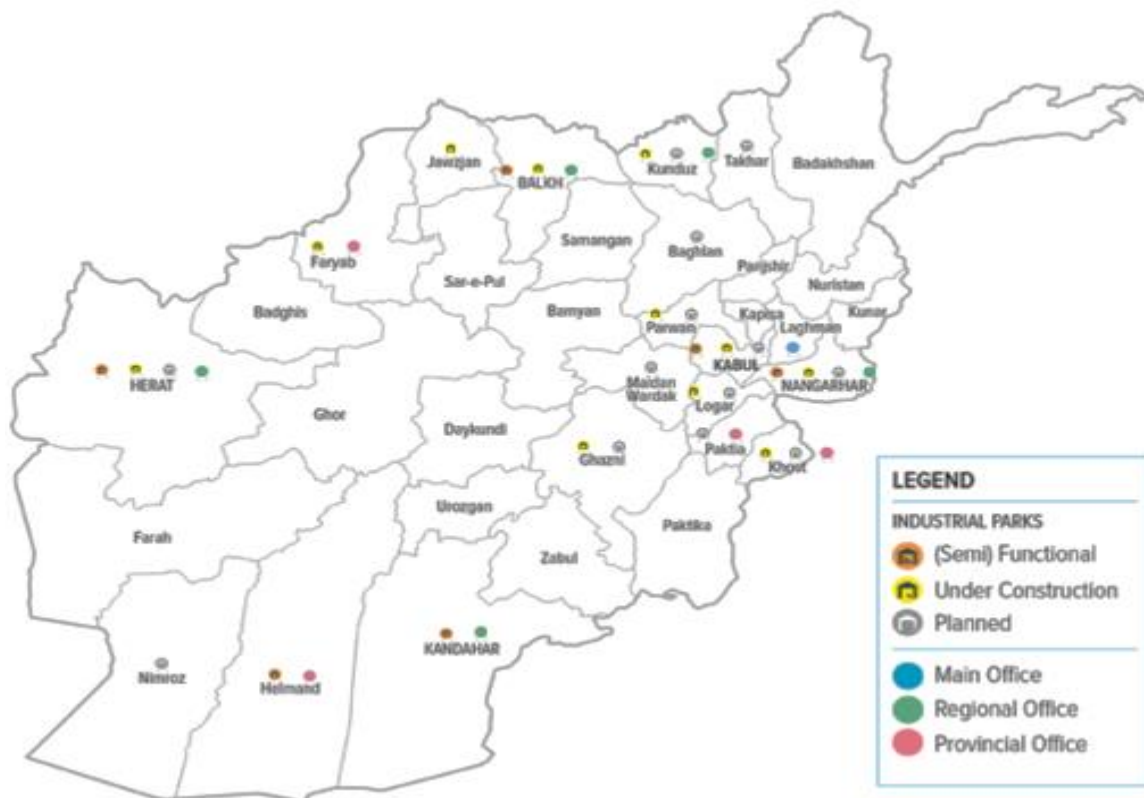 Jawzjan
BALKH
Kunduz
Takhar
Badakhshan
Faryab
Samangan
Baghlan
Panjshir
Sar-e-Pul
Nuristan
Badghis
Bamyan
Parwan
Kapisa
Laghman
Kunar
HERAT
KABUL
NANGARHAR
Maidan
Wardak
Ghor
Daykundi
Logar
Ghazni
Paktia
Khost
Urozgan
Paktika
Farah
Zabul
KANDAHAR
Nimroz
Helmand
LEGEND
INDUSTRIAL PARKS
(Semi) Functional
Under Construction
Planned
Main Office
Regional Office
Provincial Office